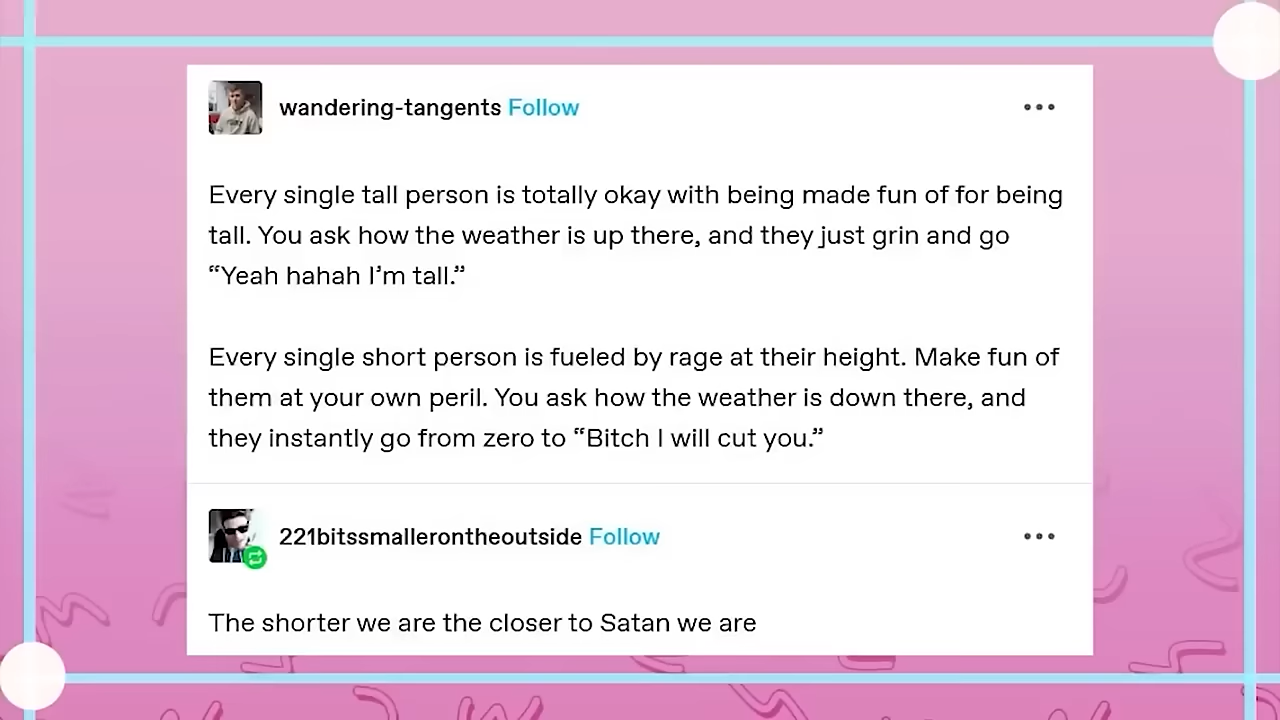 wandering-tangents Follow
Every single tall person is totally okay with being made fun of for being
tall. You ask how the weather is up there, and they just grin and go
“Yeah hahah I’m tall.”
Every single short person is fueled by rage at their height. Make fun of
them at your own peril. You ask how the weather is down there, and
they instantly go from zero to “Bitch I will cut you.”
221bitssmallerontheoutside Follow
The shorter we are the closer to Satan we are